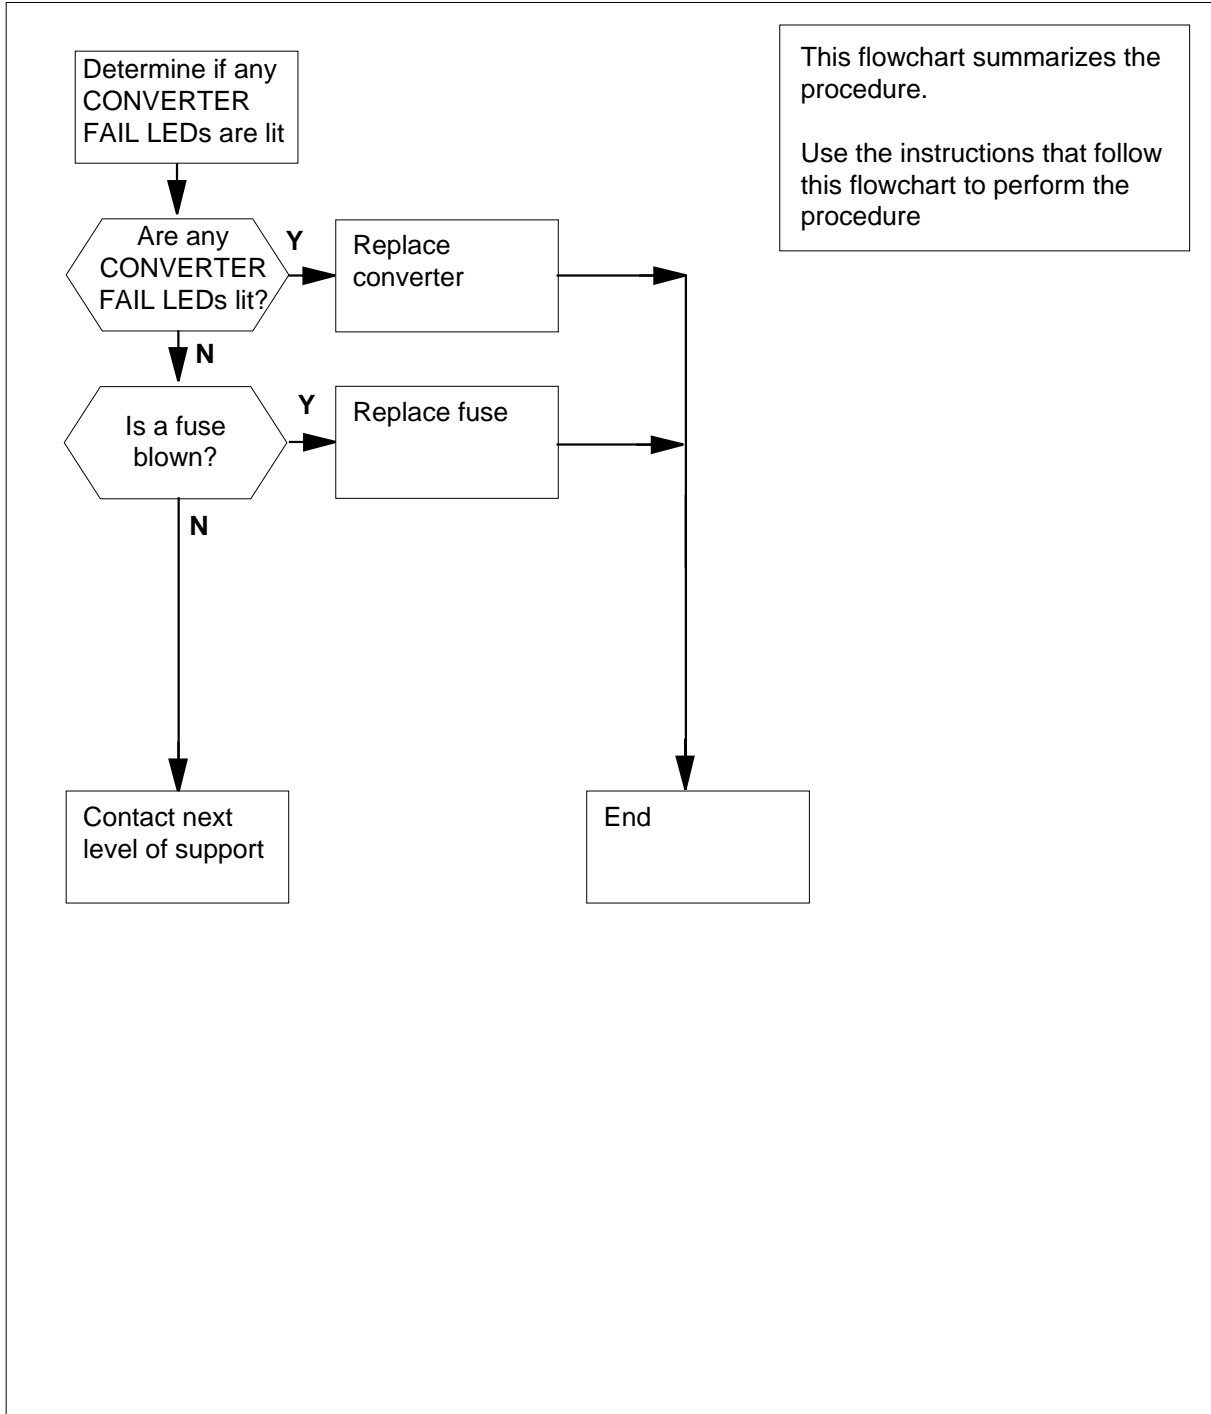 Determine if any
CONVERTER
FAIL LEDs are lit
This flowchart summarizes the
procedure.
Use the instructions that follow
this flowchart to perform the
procedure
Are any
CONVERTER
FAIL LEDs lit?
Y
Replace
converter
N
Is a fuse
blown?
Y
Replace fuse
N
Contact next
level of support
End